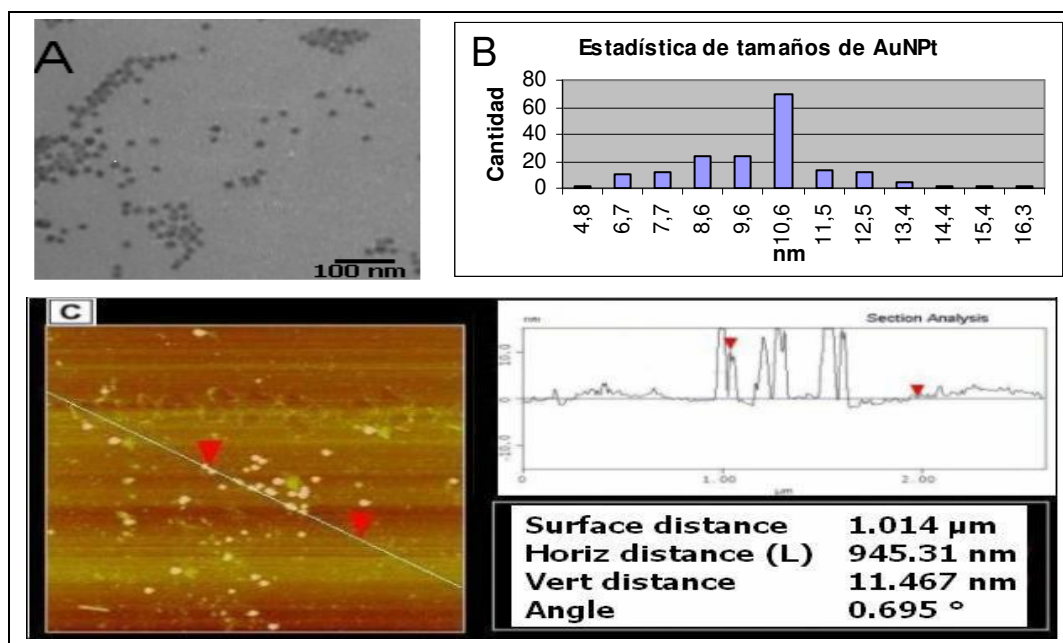 A
100 nm
B
Estadística de tamaños de AuNPt
Cantidad
80
60
40
20
0
4,8
6,7
7,7
8,6
9,6
10,6
11,5
12,5
13,4
14,4
15,4
16,3
nm
C
nm
Section Analysis
10.0
0
-10.0
0
1.00
2.00
µm
Surface distance 1.014 µm
Horiz distance (L) 945.31 nm
Vert distance 11.467 nm
Angle 0.695 °